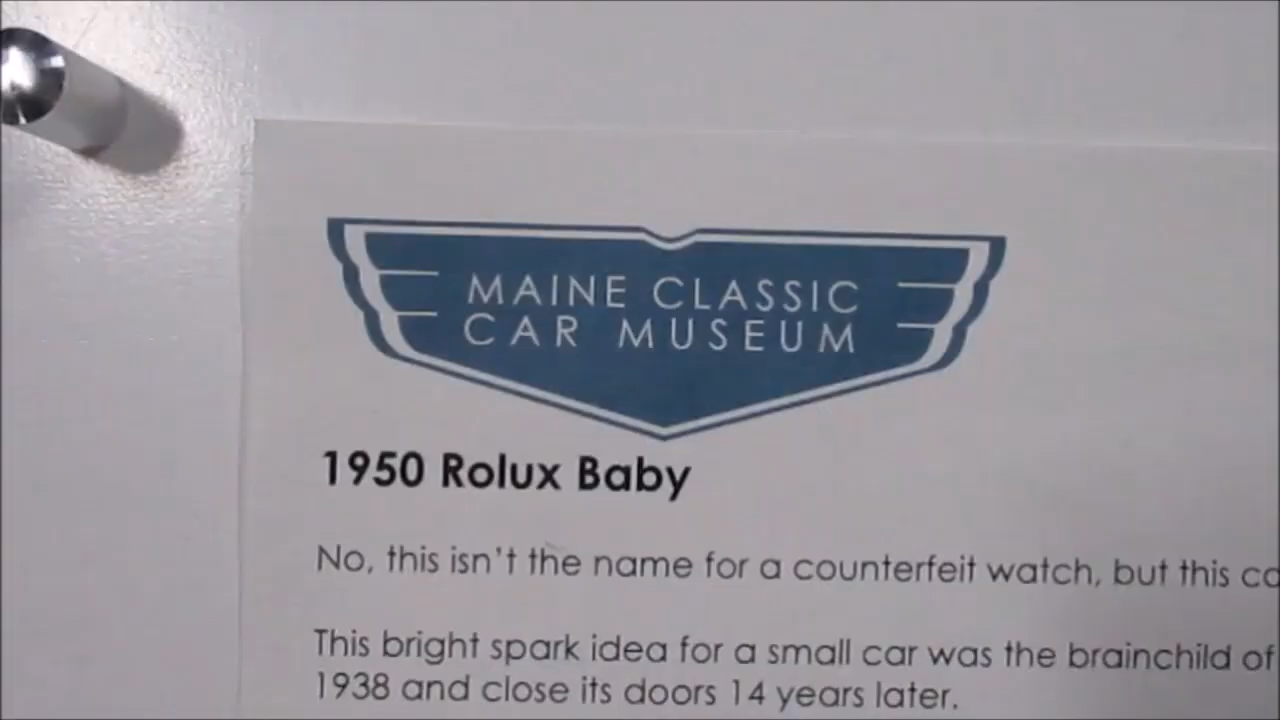 MAINE CLASSIC
CAR MUSEUM
1950 Rolux Baby
No, this isn't the name for a counterfeit watch, but this
This bright spark idea for a small car was the brainchild of
1938 and close its doors 14 years later.